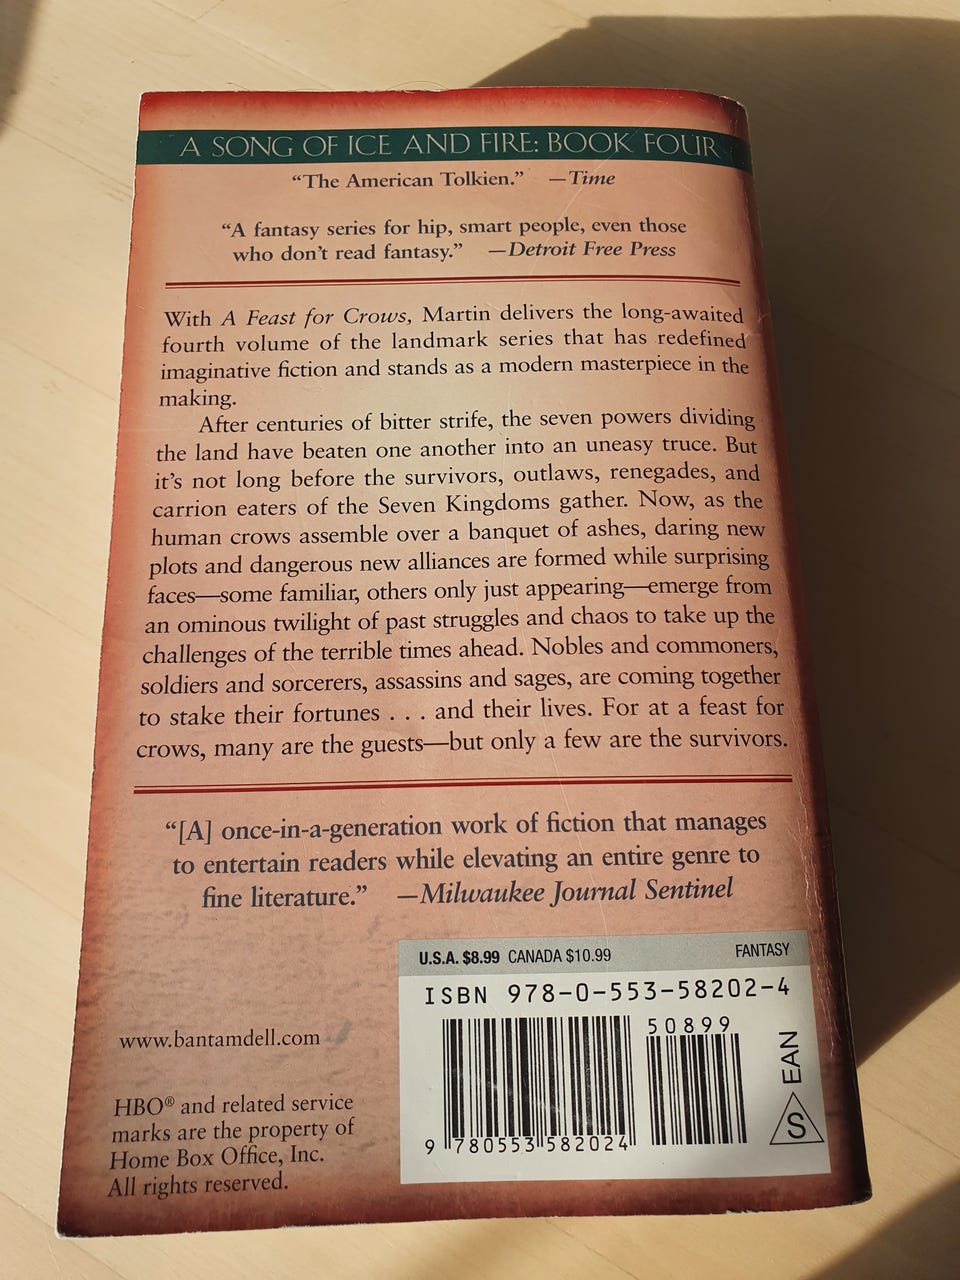 A SONG OF ICE AND FIRE: BOOK FOUR
“The American Tolkien.” —Time
“A fantasy series for hip, smart people, even those
who don’t read fantasy.” —Detroit Free Press
With A Feast for Crows, Martin delivers the long-awaited
fourth volume of the landmark series that has redefined
imaginative fiction and stands as a modern masterpiece in the
making.
After centuries of bitter strife, the seven powers dividing
the land have beaten one another into an uneasy truce. But
it’s not long before the survivors, outlaws, renegades, and
carrion eaters of the Seven Kingdoms gather. Now, as the
human crows assemble over a banquet of ashes, daring new
plots and dangerous new alliances are formed while surprising
faces—some familiar, others only just appearing—emerge from
an ominous twilight of past struggles and chaos to take up the
challenges of the terrible times ahead. Nobles and commoners,
soldiers and sorcerers, assassins and sages, are coming together
to stake their fortunes . . . and their lives. For at a feast for
crows, many are the guests—but only a few are the survivors.
“[A] once-in-a-generation work of fiction that manages
to entertain readers while elevating an entire genre to
fine literature.” —Milwaukee Journal Sentinel
U.S.A. $8.99 CANADA $10.99 FANTASY
ISBN 978-0-553-58202-4
50899
EAN
S
9 780553 582024
www.bantamdell.com
HBO® and related service
marks are the property of
Home Box Office, Inc.
All rights reserved.